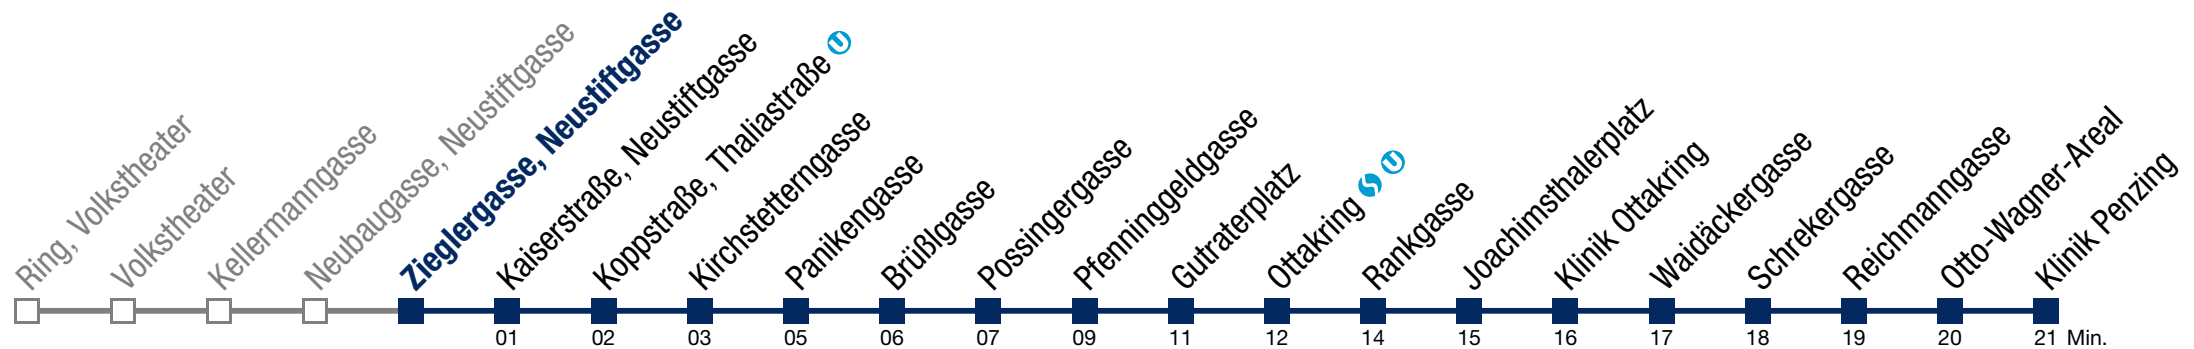 Ring, Volkstheater
Volkstheater
Kellermanngasse
Neubaugasse, Neustiftgasse
Zieglergasse, Neustiftgasse
Kaiserstraße, Neustiftgasse
Koppstraße, Thaliastraße U
Kirchstetterngasse
Panikengasse
Brüßlgasse
Possingergasse
Pfenninggeldgasse
Gutraterplatz
Ottakring S U
Rankgasse
Joachimsthalerplatz
Klinik Ottakring
Waidäckergasse
Schrekergasse
Reichmanngasse
Otto-Wagner-Areal
Klinik Penzing
01 02 03 05 06 07 09 11 12 14 15 16 17 18 19 20 21 Min.